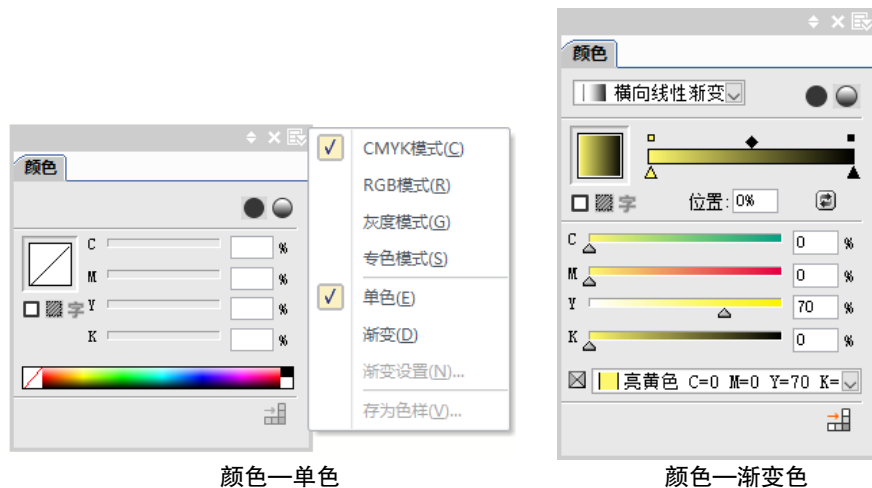 颜色
C
%
M
%
字
Y
%
K
%
CMYK模式(C)
RGB模式(R)
灰度模式(G)
专色模式(S)
单色(E)
渐变(D)
渐变设置(N)...
存为色样(V)...
颜色—单色
颜色
横向线性渐变
字
位置: 0%
C 0 %
M 0 %
Y 70 %
K 0 %
亮黄色 C=0 M=0 Y=70 K=
颜色—渐变色